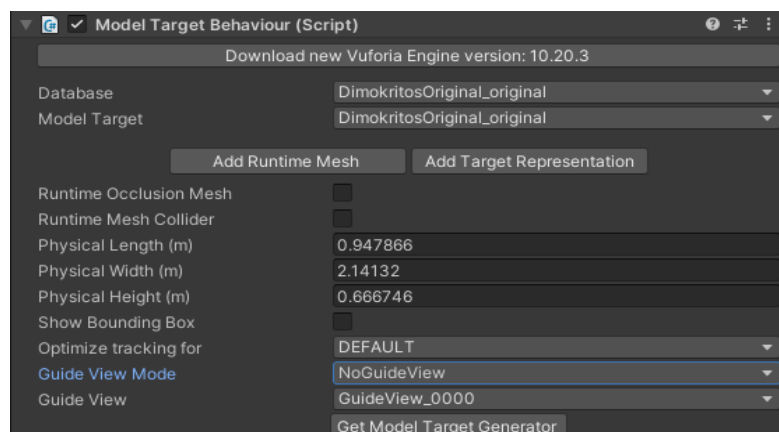 Model Target Behaviour (Script)
Download new Vuforia Engine version: 10.20.3
Database DimokritosOriginal_original
Model Target DimokritosOriginal_original
Add Runtime Mesh Add Target Representation
Runtime Occlusion Mesh
Runtime Mesh Collider
Physical Length (m) 0.947866
Physical Width (m) 2.14132
Physical Height (m) 0.666746
Show Bounding Box
Optimize tracking for DEFAULT
Guide View Mode NoGuideView
Guide View GuideView_0000
Get Model Target Generator